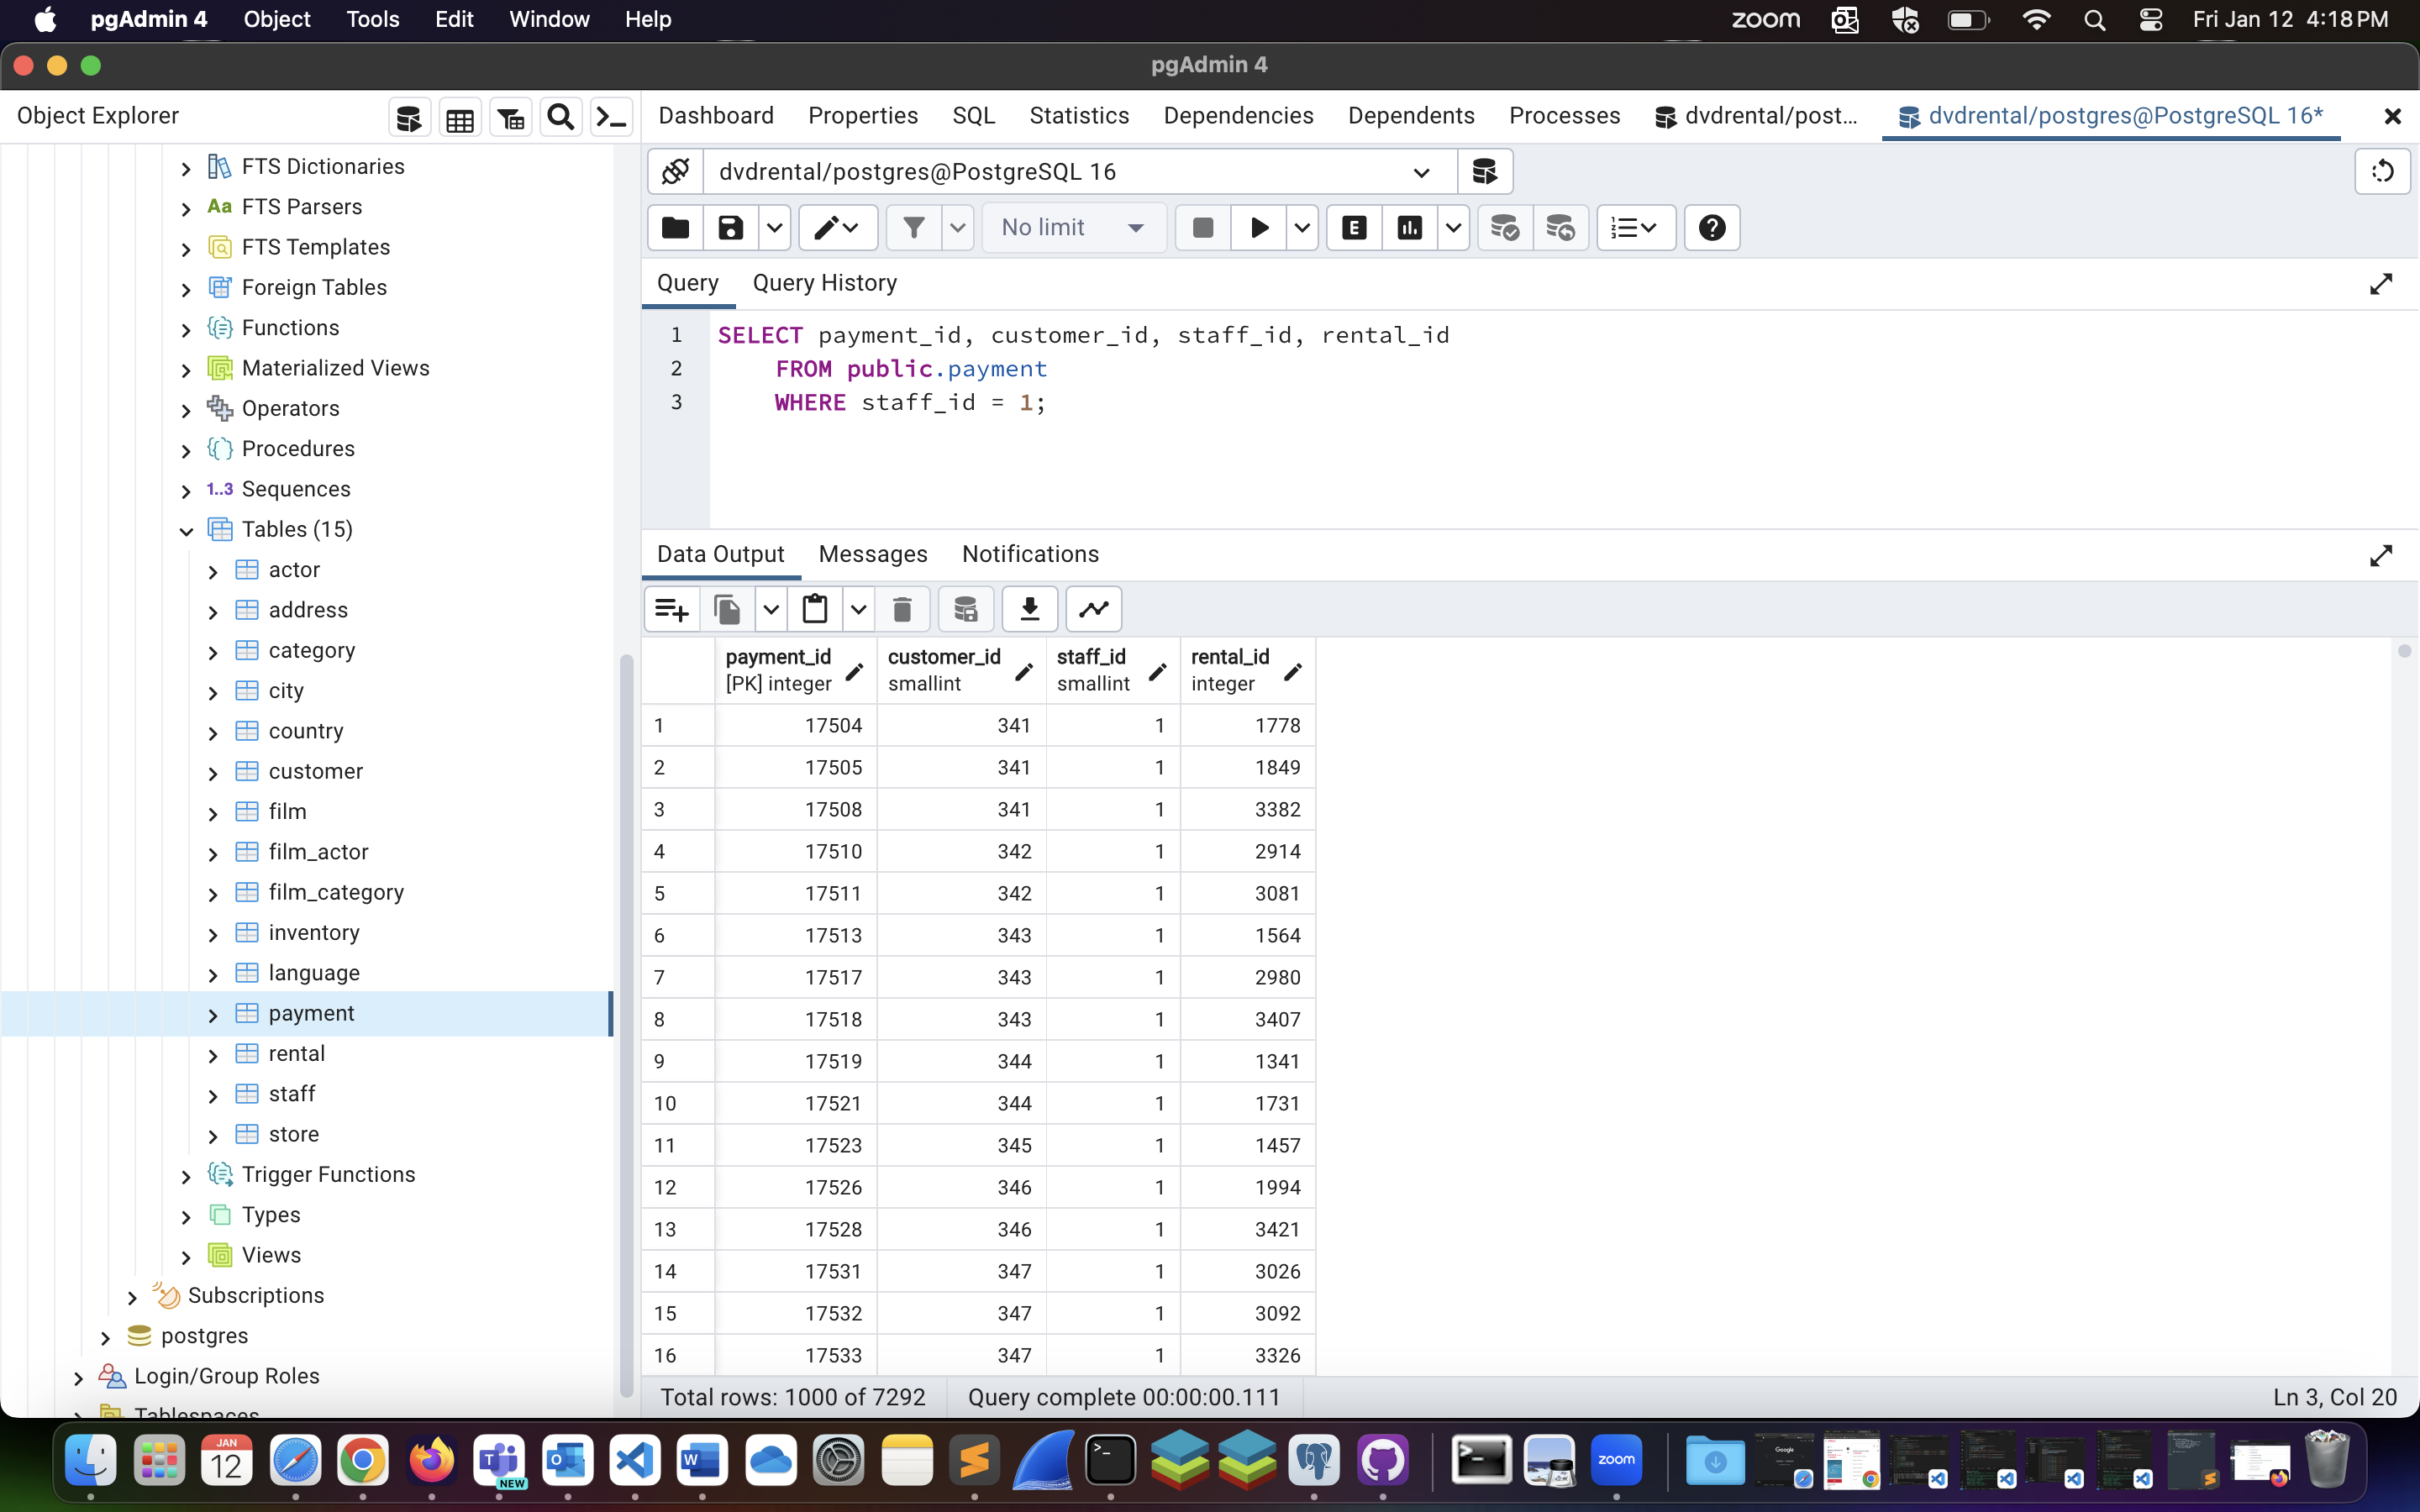 pgAdmin 4 Object Tools Edit Window Help zoom Fri Jan 12 4:18 PM
pgAdmin 4
Object Explorer
Dashboard Properties SQL Statistics Dependencies Dependents Processes dvdrental/post... dvdrental/postgres@PostgreSQL 16*
FTS Dictionaries
Aa FTS Parsers
FTS Templates
Foreign Tables
Functions
Materialized Views
Operators
Procedures
1..3 Sequences
Tables (15)
actor
address
category
city
country
customer
film
film_actor
film_category
inventory
language
payment
rental
staff
store
Trigger Functions
Types
Views
Subscriptions
postgres
Login/Group Roles
Tablespaces
dvdrental/postgres@PostgreSQL 16
No limit E
Query Query History
1 SELECT payment_id, customer_id, staff_id, rental_id
2 FROM public.payment
3 WHERE staff_id = 1;
Data Output Messages Notifications
payment_id customer_id staff_id rental_id
[PK] integer smallint smallint integer
1 17504 341 1 1778
2 17505 341 1 1849
3 17508 341 1 3382
4 17510 342 1 2914
5 17511 342 1 3081
6 17513 343 1 1564
7 17517 343 1 2980
8 17518 343 1 3407
9 17519 344 1 1341
10 17521 344 1 1731
11 17523 345 1 1457
12 17526 346 1 1994
13 17528 346 1 3421
14 17531 347 1 3026
15 17532 347 1 3092
16 17533 347 1 3326
Total rows: 1000 of 7292 Query complete 00:00:00.111 Ln 3, Col 20
JAN
12
NEW
zoom
Google